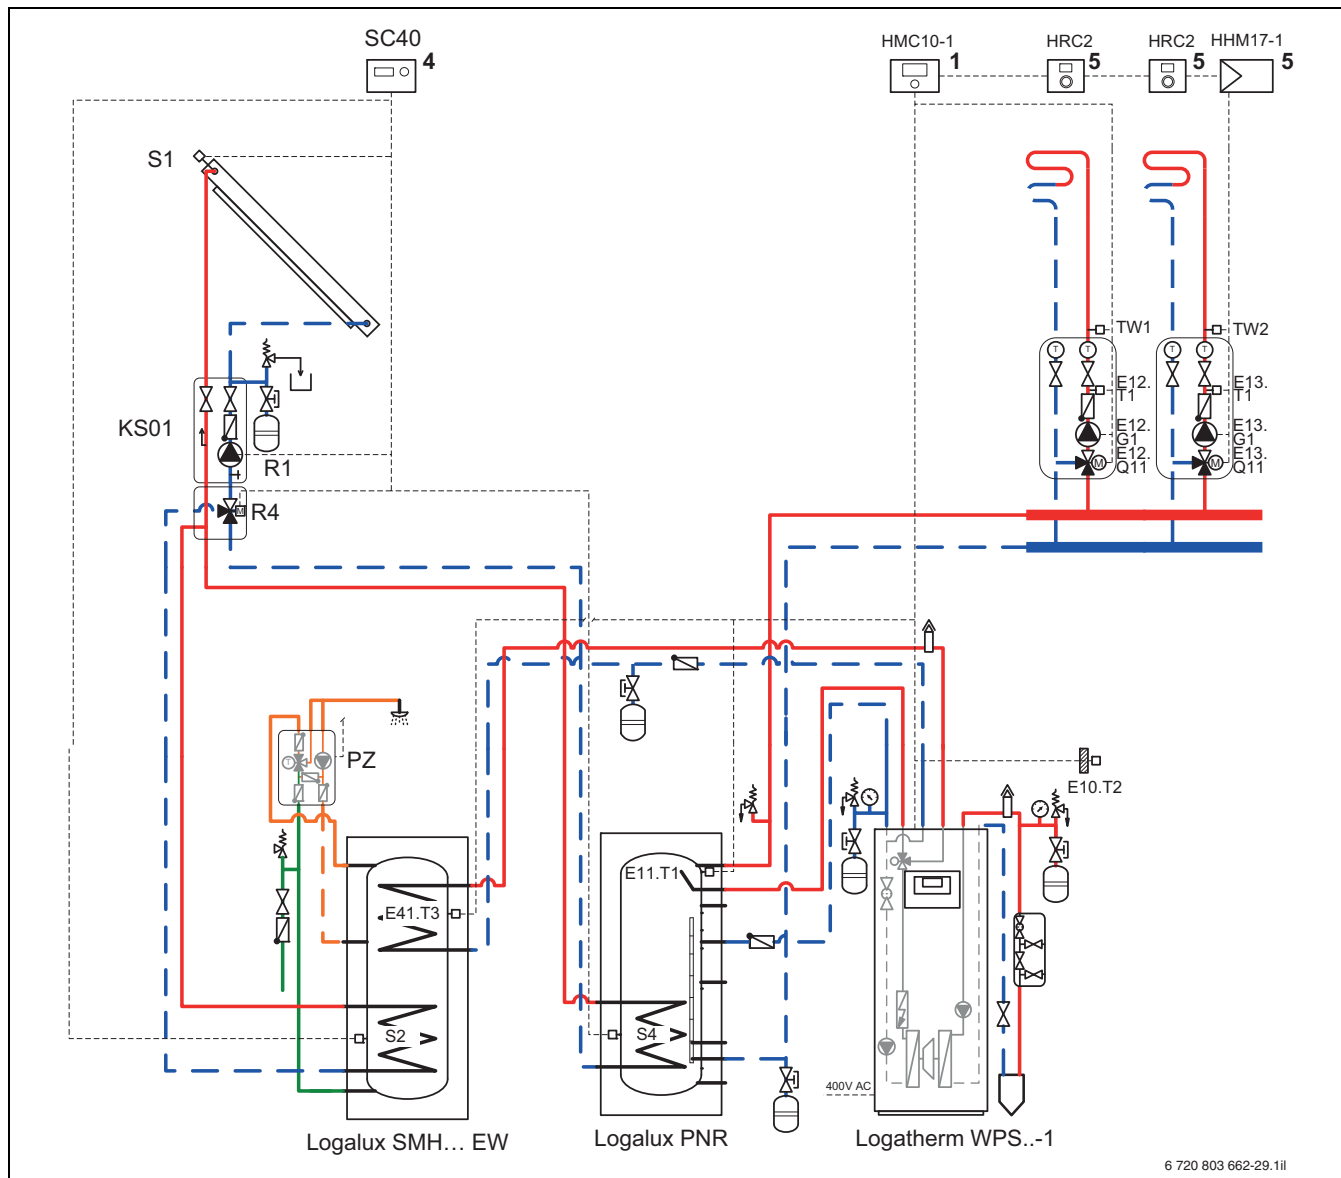 SC40
4
HMC10-1
1
HRC2
5
HRC2
5
HHM17-1
5
S1
TW1
TW2
T
T
T
T
E12.
T1
E13.
T1
KS01
E12.
G1
E13.
G1
R1
E12.
Q11
M
E13.
Q11
M
R4
M
PZ
T
E10.T2
E11.T1
E41.T3
S2
S4
400V AC
Logalux SMH... EW
Logalux PNR
Logatherm WPS..-1
6 720 803 662-29.1il